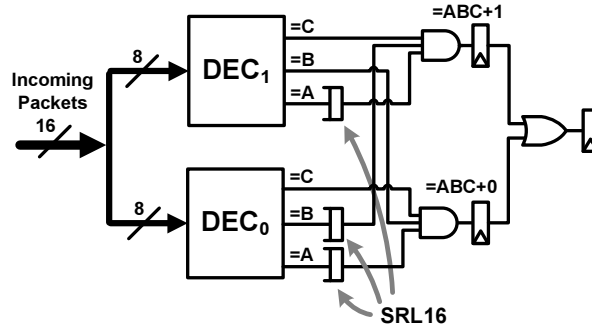 =ABC+1
=C
8
DEC1
=B
Incoming
Packets
=A
16
=C
=ABC+0
8
DEC0
=B
=A
SRL16